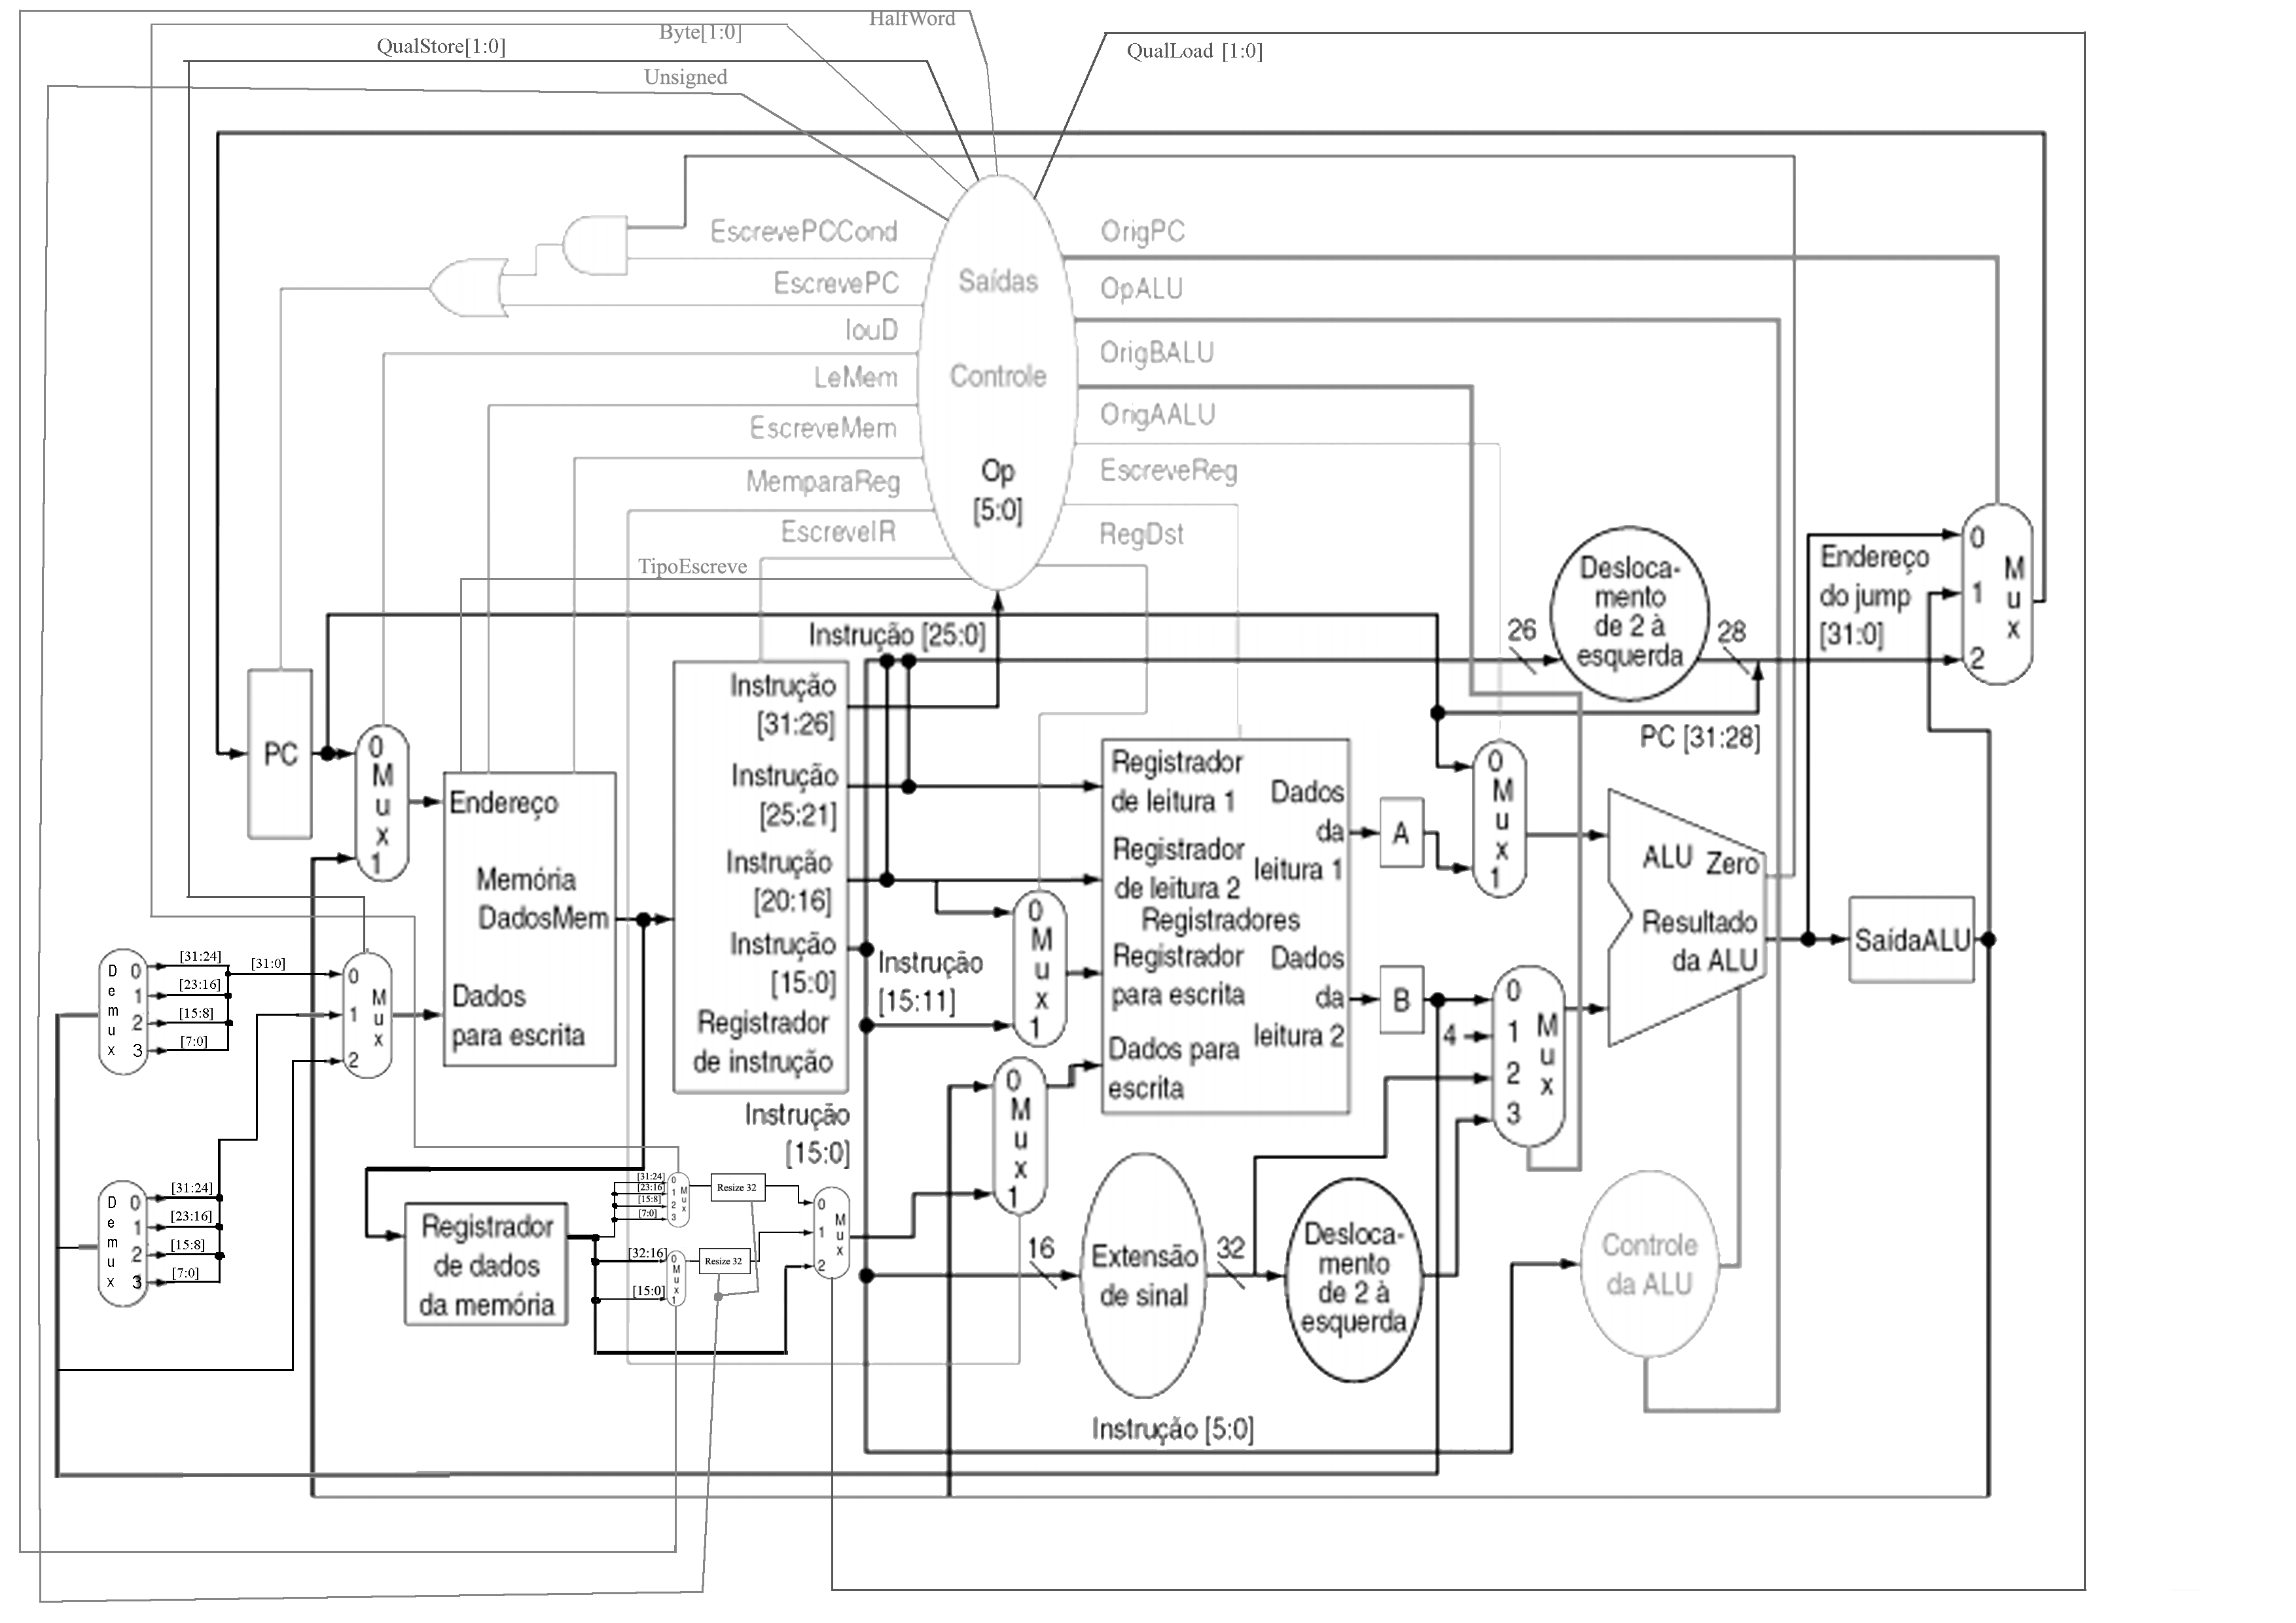 HalfWord
Byte[1:0]
QualStore[1:0]
QualLoad [1:0]
Unsigned
EscrevePCCond
EscrevePC
IouD
LeMem
EscreveMem
MemparaReg
EscreveIR
TipoEscreve
Saídas
Controle
Op
[5:0]
OrigPC
OpALU
OrigBALU
OrigAALU
EscreveReg
RegDst
PC
0
M
u
x
1
Endereço
Memória
DadosMem
Dados
para escrita
Instrução [25:0]
Instrução
[31:26]
Instrução
[25:21]
Instrução
[20:16]
Instrução
[15:0]
Registrador
de instrução
Instrução
[15:11]
Instrução
[15:0]
0
M
u
x
1
0
M
u
x
1
Registrador
de leitura 1
Registrador
de leitura 2
Registradores
Registrador
para escrita
Dados para
escrita
Dados
da
leitura 1
Dados
da
leitura 2
A
B
4
0
M
u
x
1
0
1
2
3
M
u
x
26
Desloca-
mento
de 2 à
esquerda
28
PC [31:28]
Endereço
do jump
[31:0]
0
1
2
M
u
x
ALU
Zero
Resultado
da ALU
SaídaALU
D
e
m
u
x
0
1
2
3
[31:24]
[23:16]
[15:8]
[7:0]
[31:0]
0
1
2
M
u
x
D
e
m
u
x
0
1
2
3
[31:24]
[23:16]
[15:8]
[7:0]
Registrador
de dados
da memória
[31:24]
[23:16]
[15:8]
[7:0]
0
1
2
3
M
u
x
Resize 32
[32:16]
[15:0]
0
M
u
x
1
Resize 32
0
1
2
M
u
x
16
Extensão
de sinal
32
Desloca-
mento
de 2 à
esquerda
Controle
da ALU
Instrução [5:0]